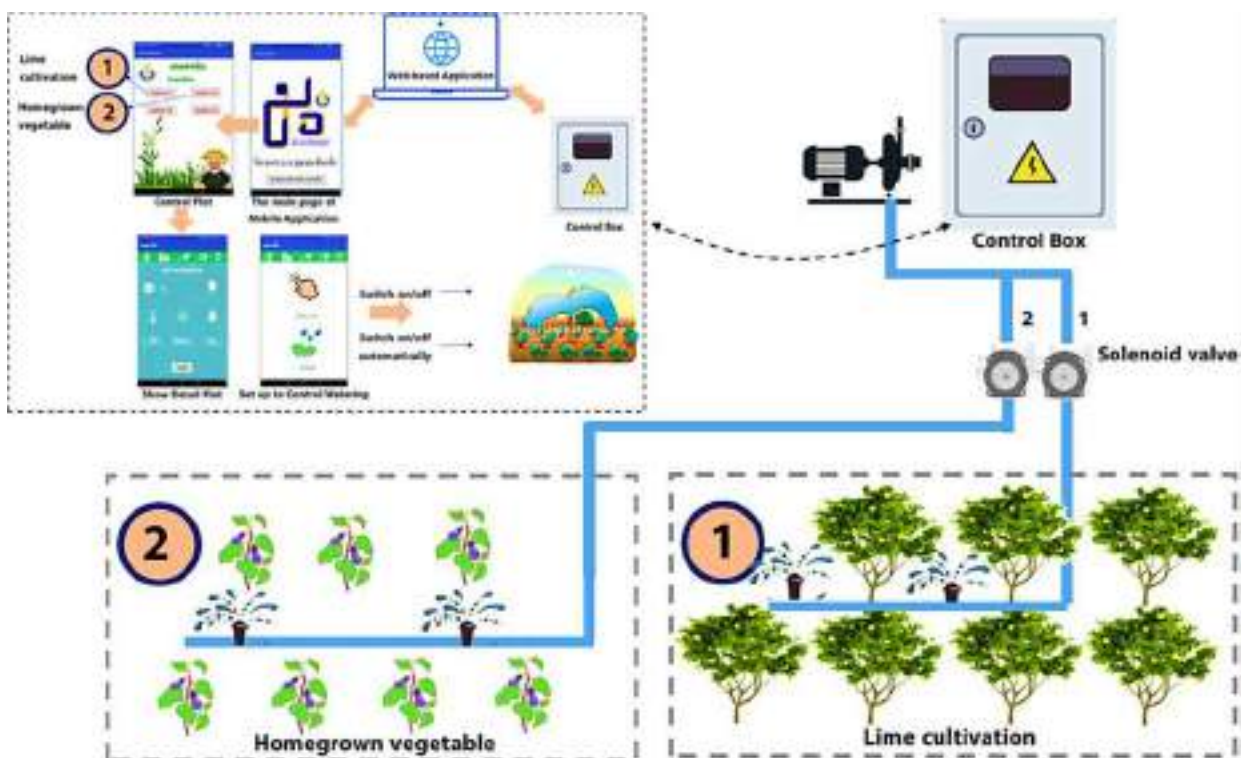 Lime
cultivation
1
Homegrown
vegetable
2
Web-based Application
Control Plot
The main page of
Mobile Application
Control Box
Show Detail Plot
Set up to Control Watering
Switch on/off
Switch on/off
automatically
Control Box
2
1
Solenoid valve
2
Homegrown vegetable
1
Lime cultivation